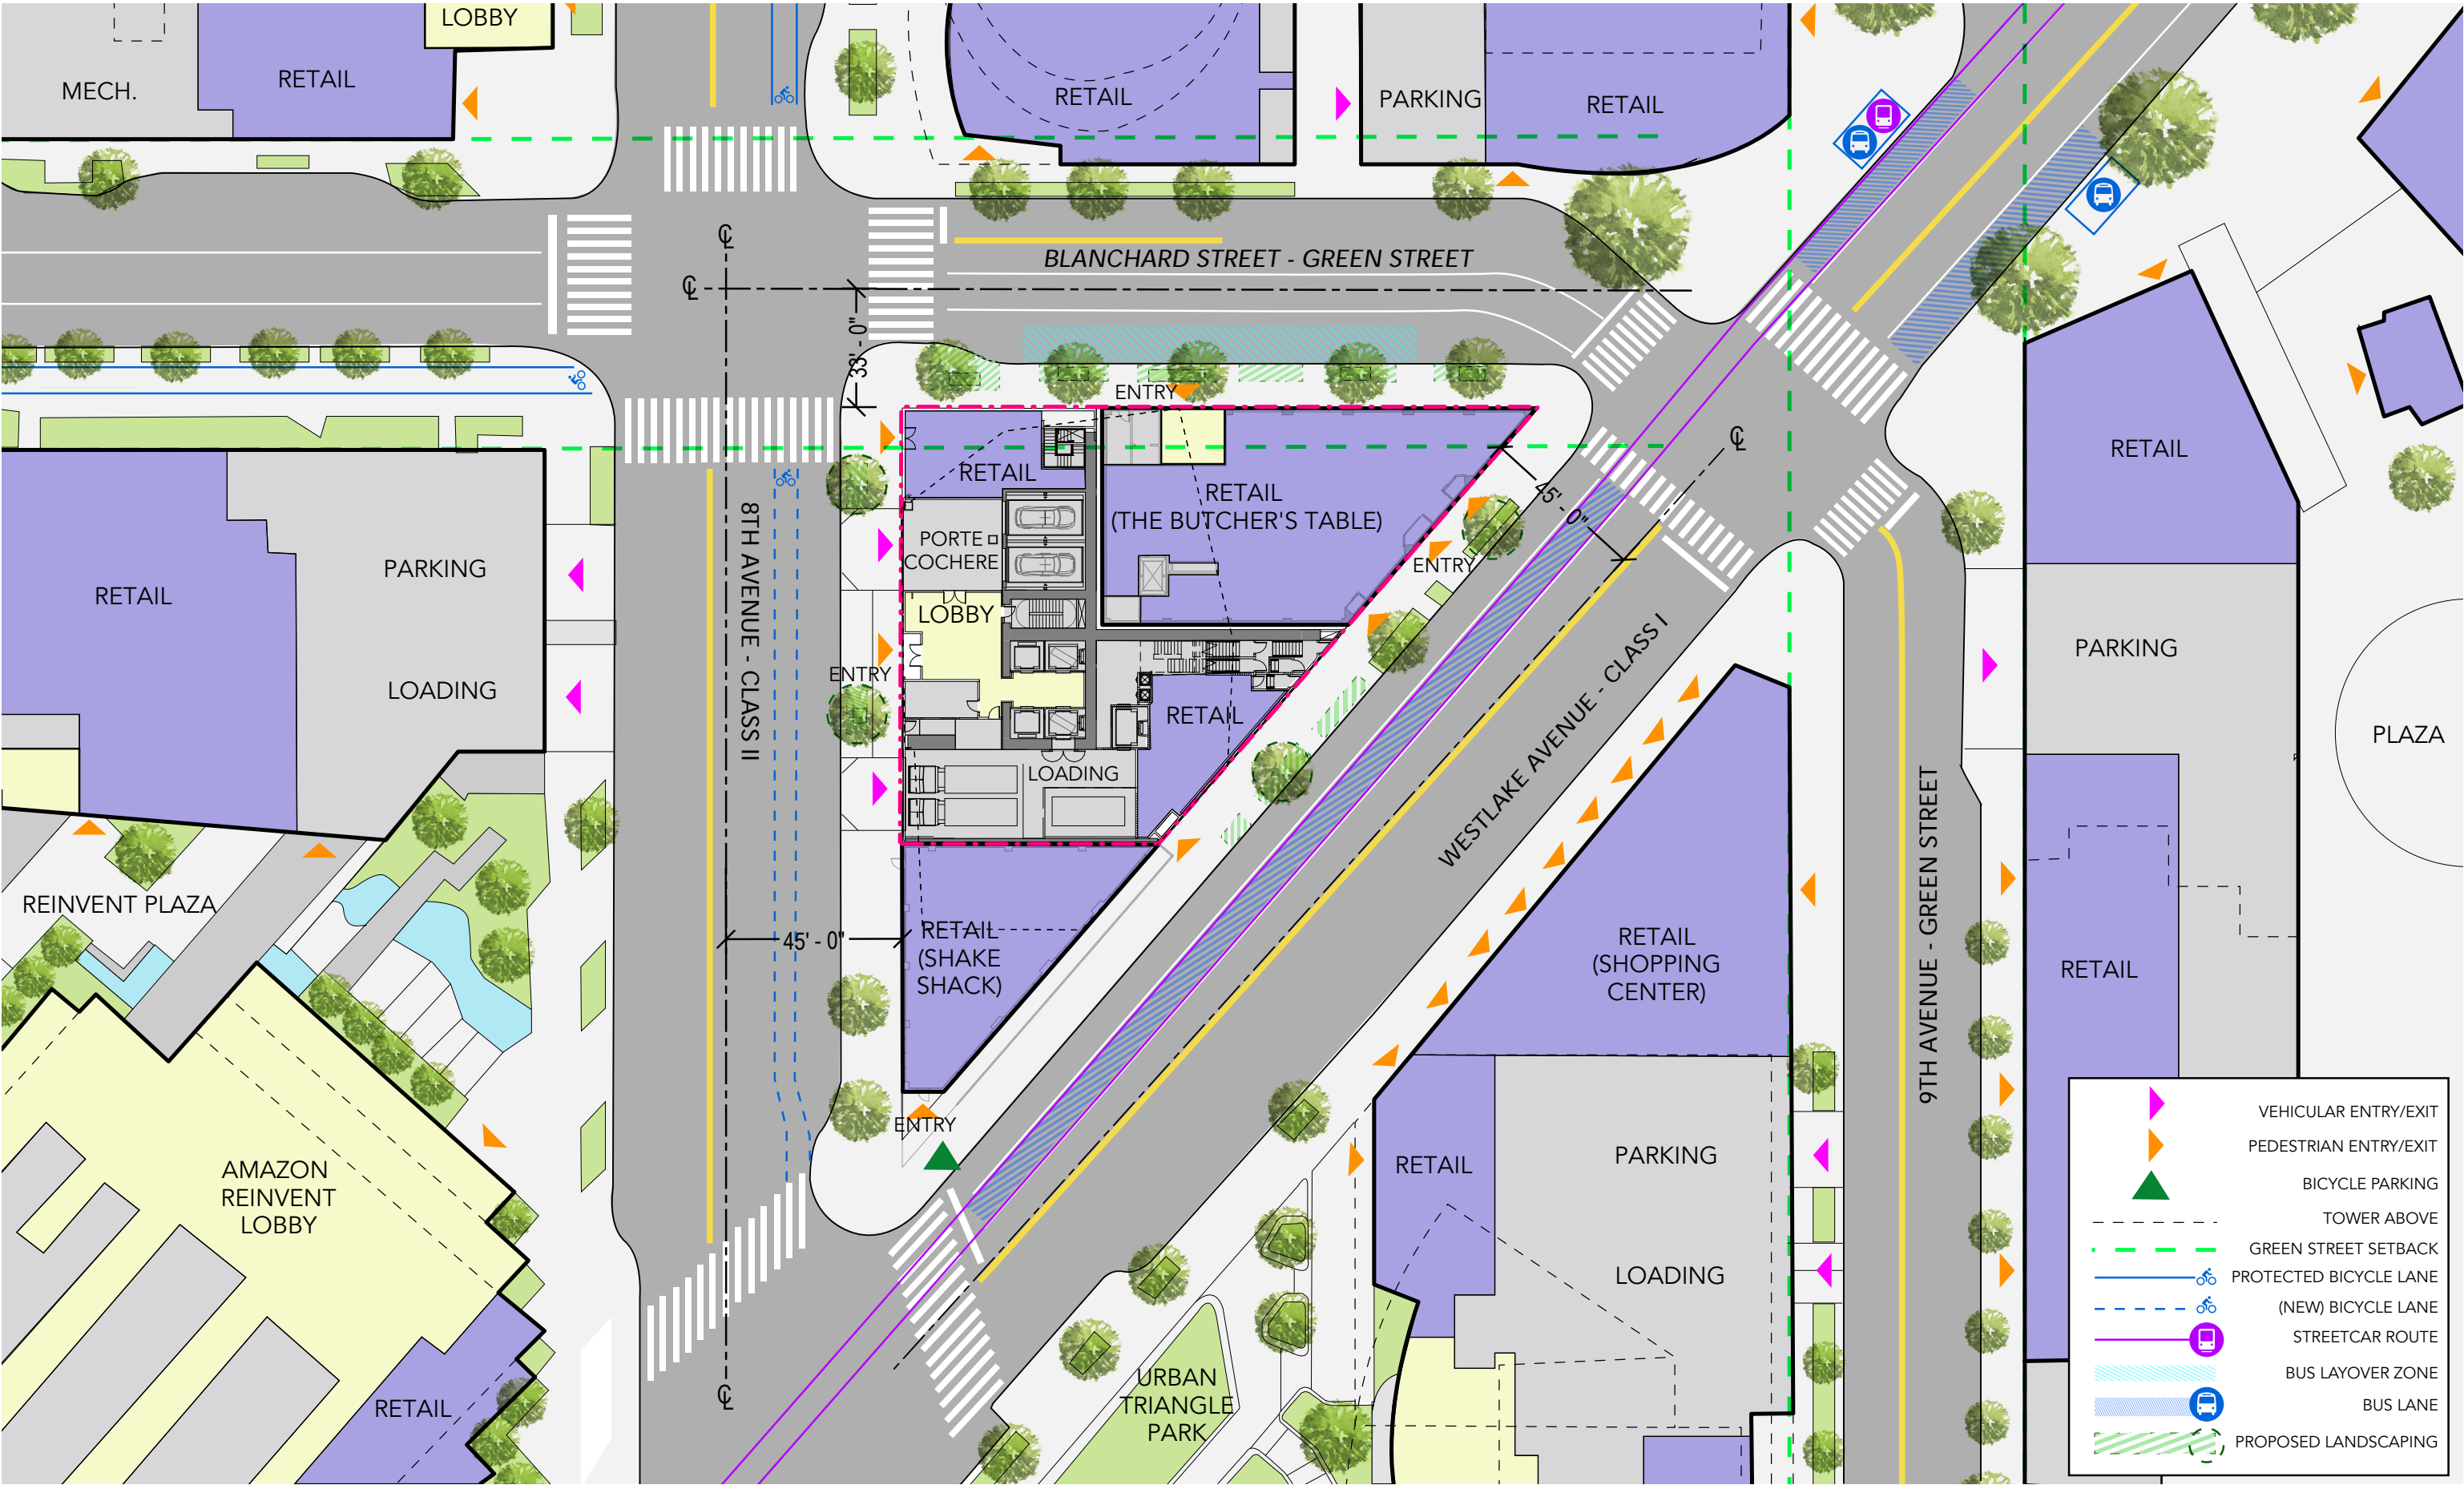 LOBBY
MECH.
RETAIL
RETAIL
PARKING
RETAIL
℄
BLANCHARD STREET - GREEN STREET
℄
33' - 0"
ENTRY
℄
RETAIL
RETAIL
RETAIL
(THE BUTCHER'S TABLE)
45' - 0"
8TH AVENUE - CLASS II
PORTE
COCHERE
ENTRY
PARKING
RETAIL
LOBBY
WESTLAKE AVENUE - CLASS I
PARKING
ENTRY
LOADING
RETAIL
PLAZA
LOADING
9TH AVENUE - GREEN STREET
REINVENT PLAZA
45' - 0"
RETAIL
(SHAKE
SHACK)
RETAIL
(SHOPPING
CENTER)
RETAIL
ENTRY
AMAZON
REINVENT
LOBBY
RETAIL
PARKING
LOADING
℄
URBAN
TRIANGLE
PARK
RETAIL
VEHICULAR ENTRY/EXIT
PEDESTRIAN ENTRY/EXIT
BICYCLE PARKING
TOWER ABOVE
GREEN STREET SETBACK
PROTECTED BICYCLE LANE
(NEW) BICYCLE LANE
STREETCAR ROUTE
BUS LAYOVER ZONE
BUS LANE
PROPOSED LANDSCAPING